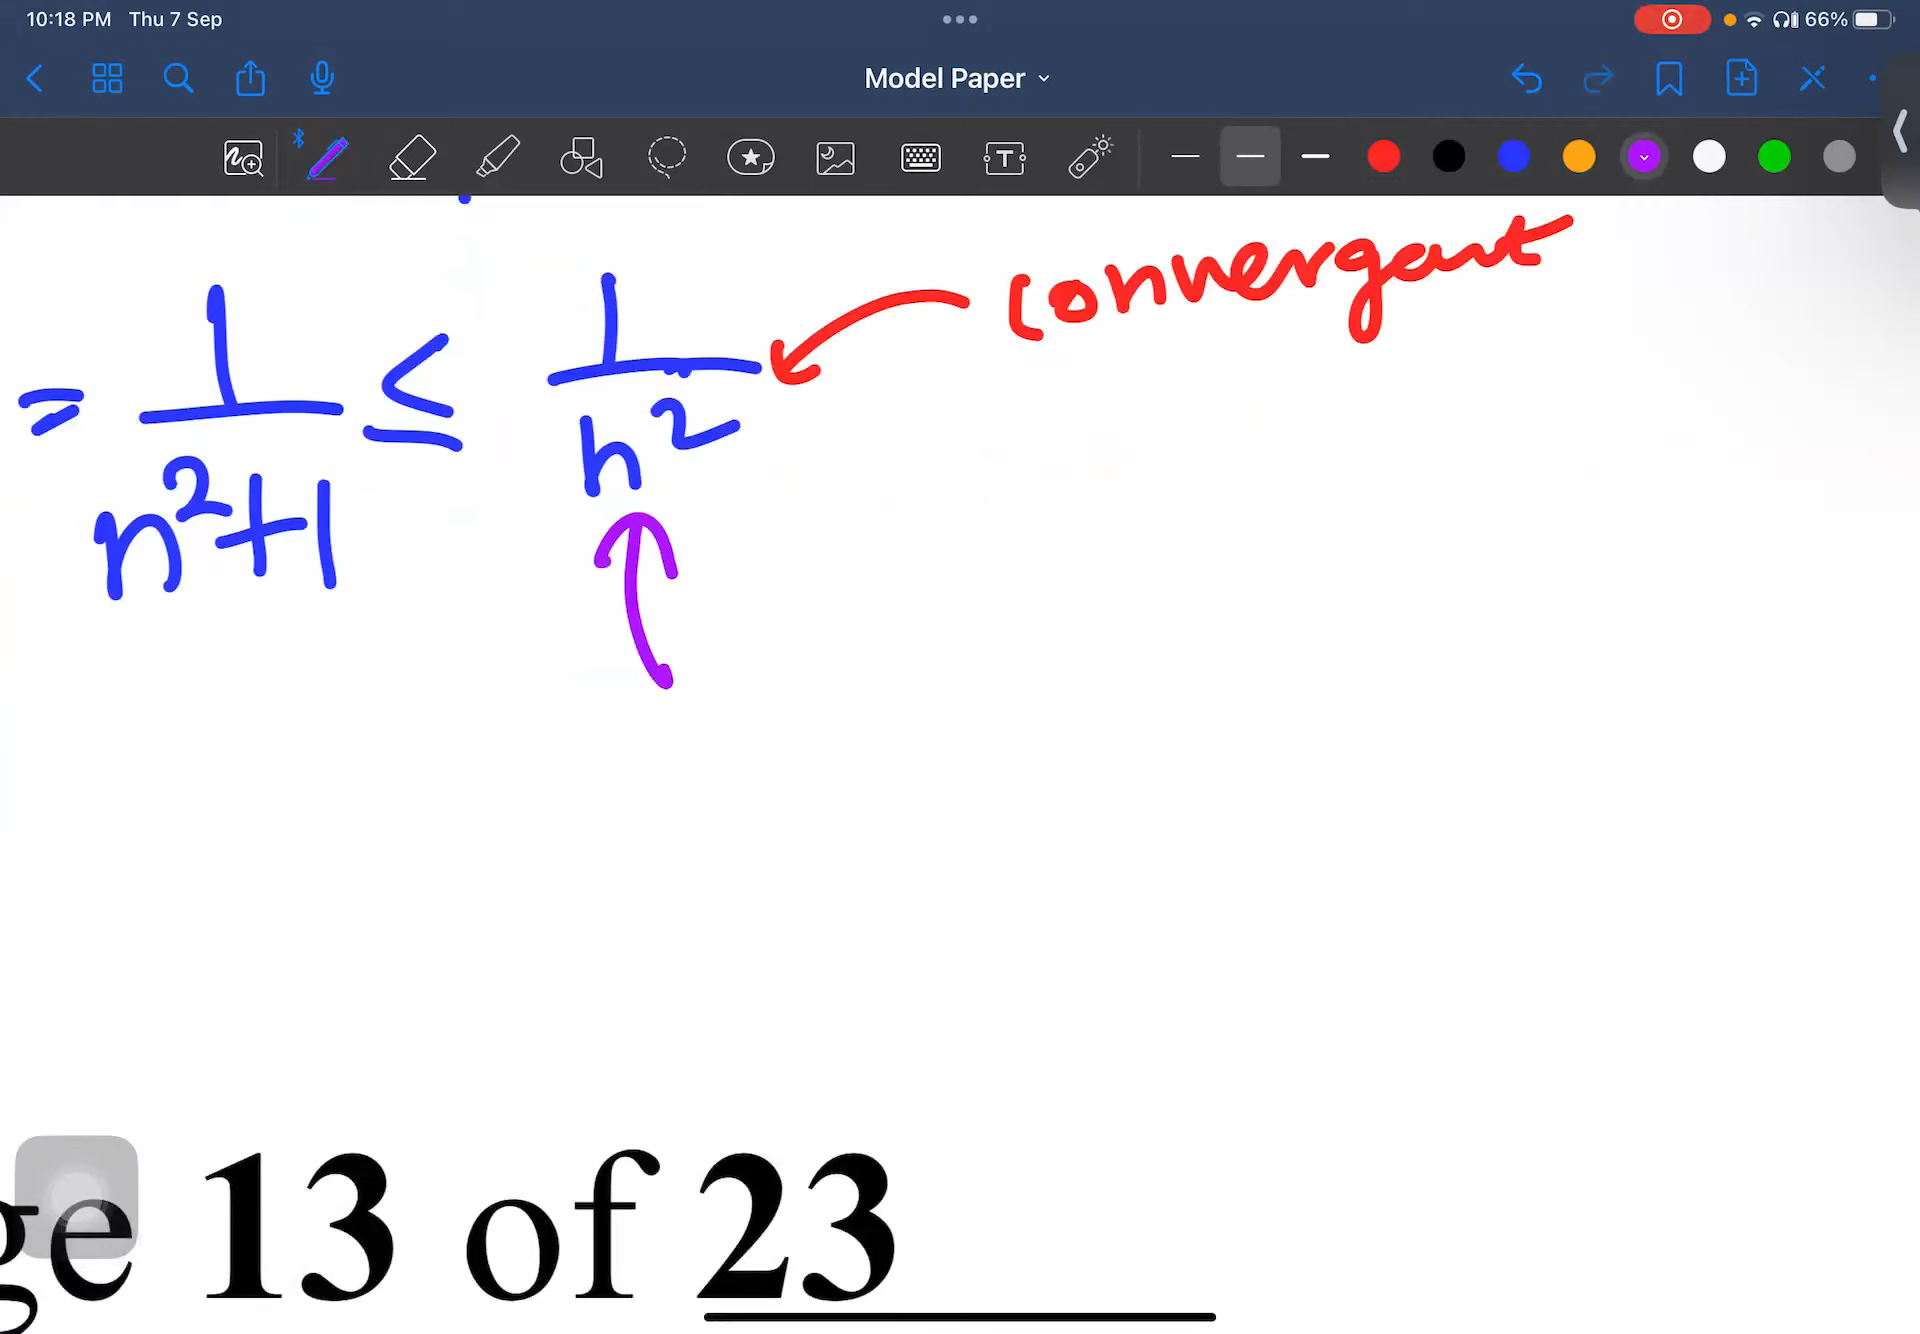 10:18 PM Thu 7 Sep
66%
Model Paper
T
convergent
= 1/(n²+1) ≤ 1/n²
ge 13 of 23